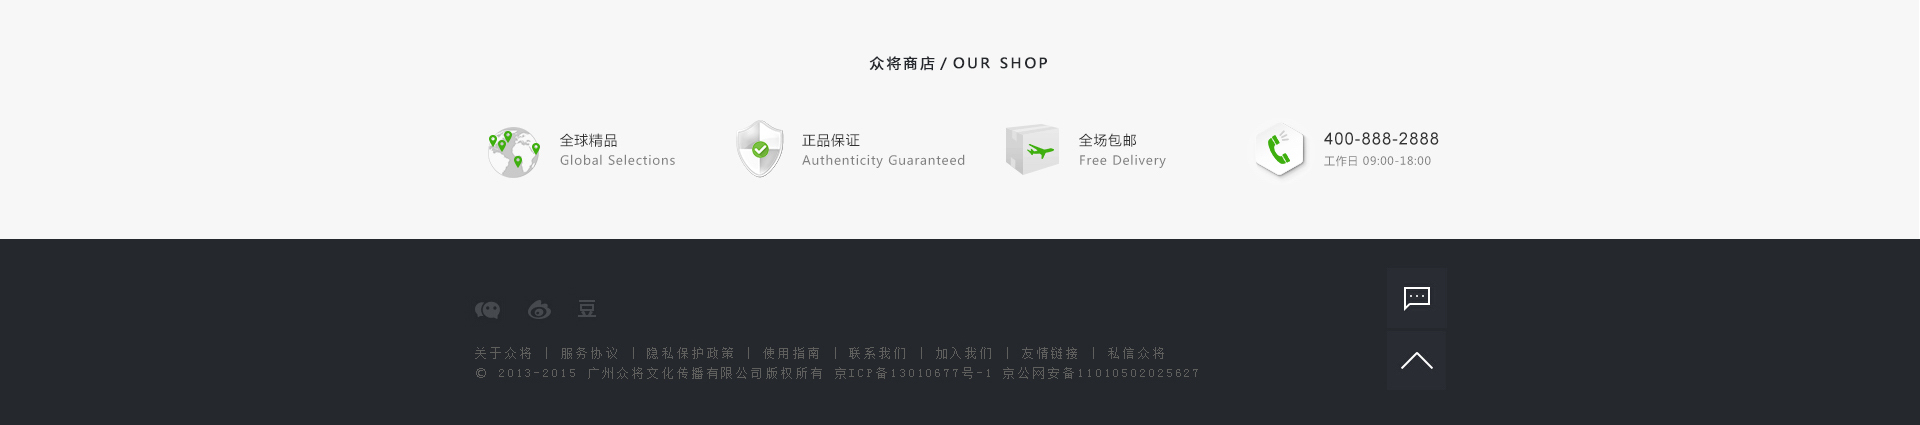 众将商店 / OUR SHOP
全球精品
Global Selections
正品保证
Authenticity Guaranteed
全场包邮
Free Delivery
400-888-2888
工作日 09:00-18:00
豆
关于众将 | 服务协议 | 隐私保护政策 | 使用指南 | 联系我们 | 加入我们 | 友情链接 | 私信众将
© 2013-2015 广州众将文化传播有限公司版权所有 京ICP备13010677号-1 京公网安备11010502025627